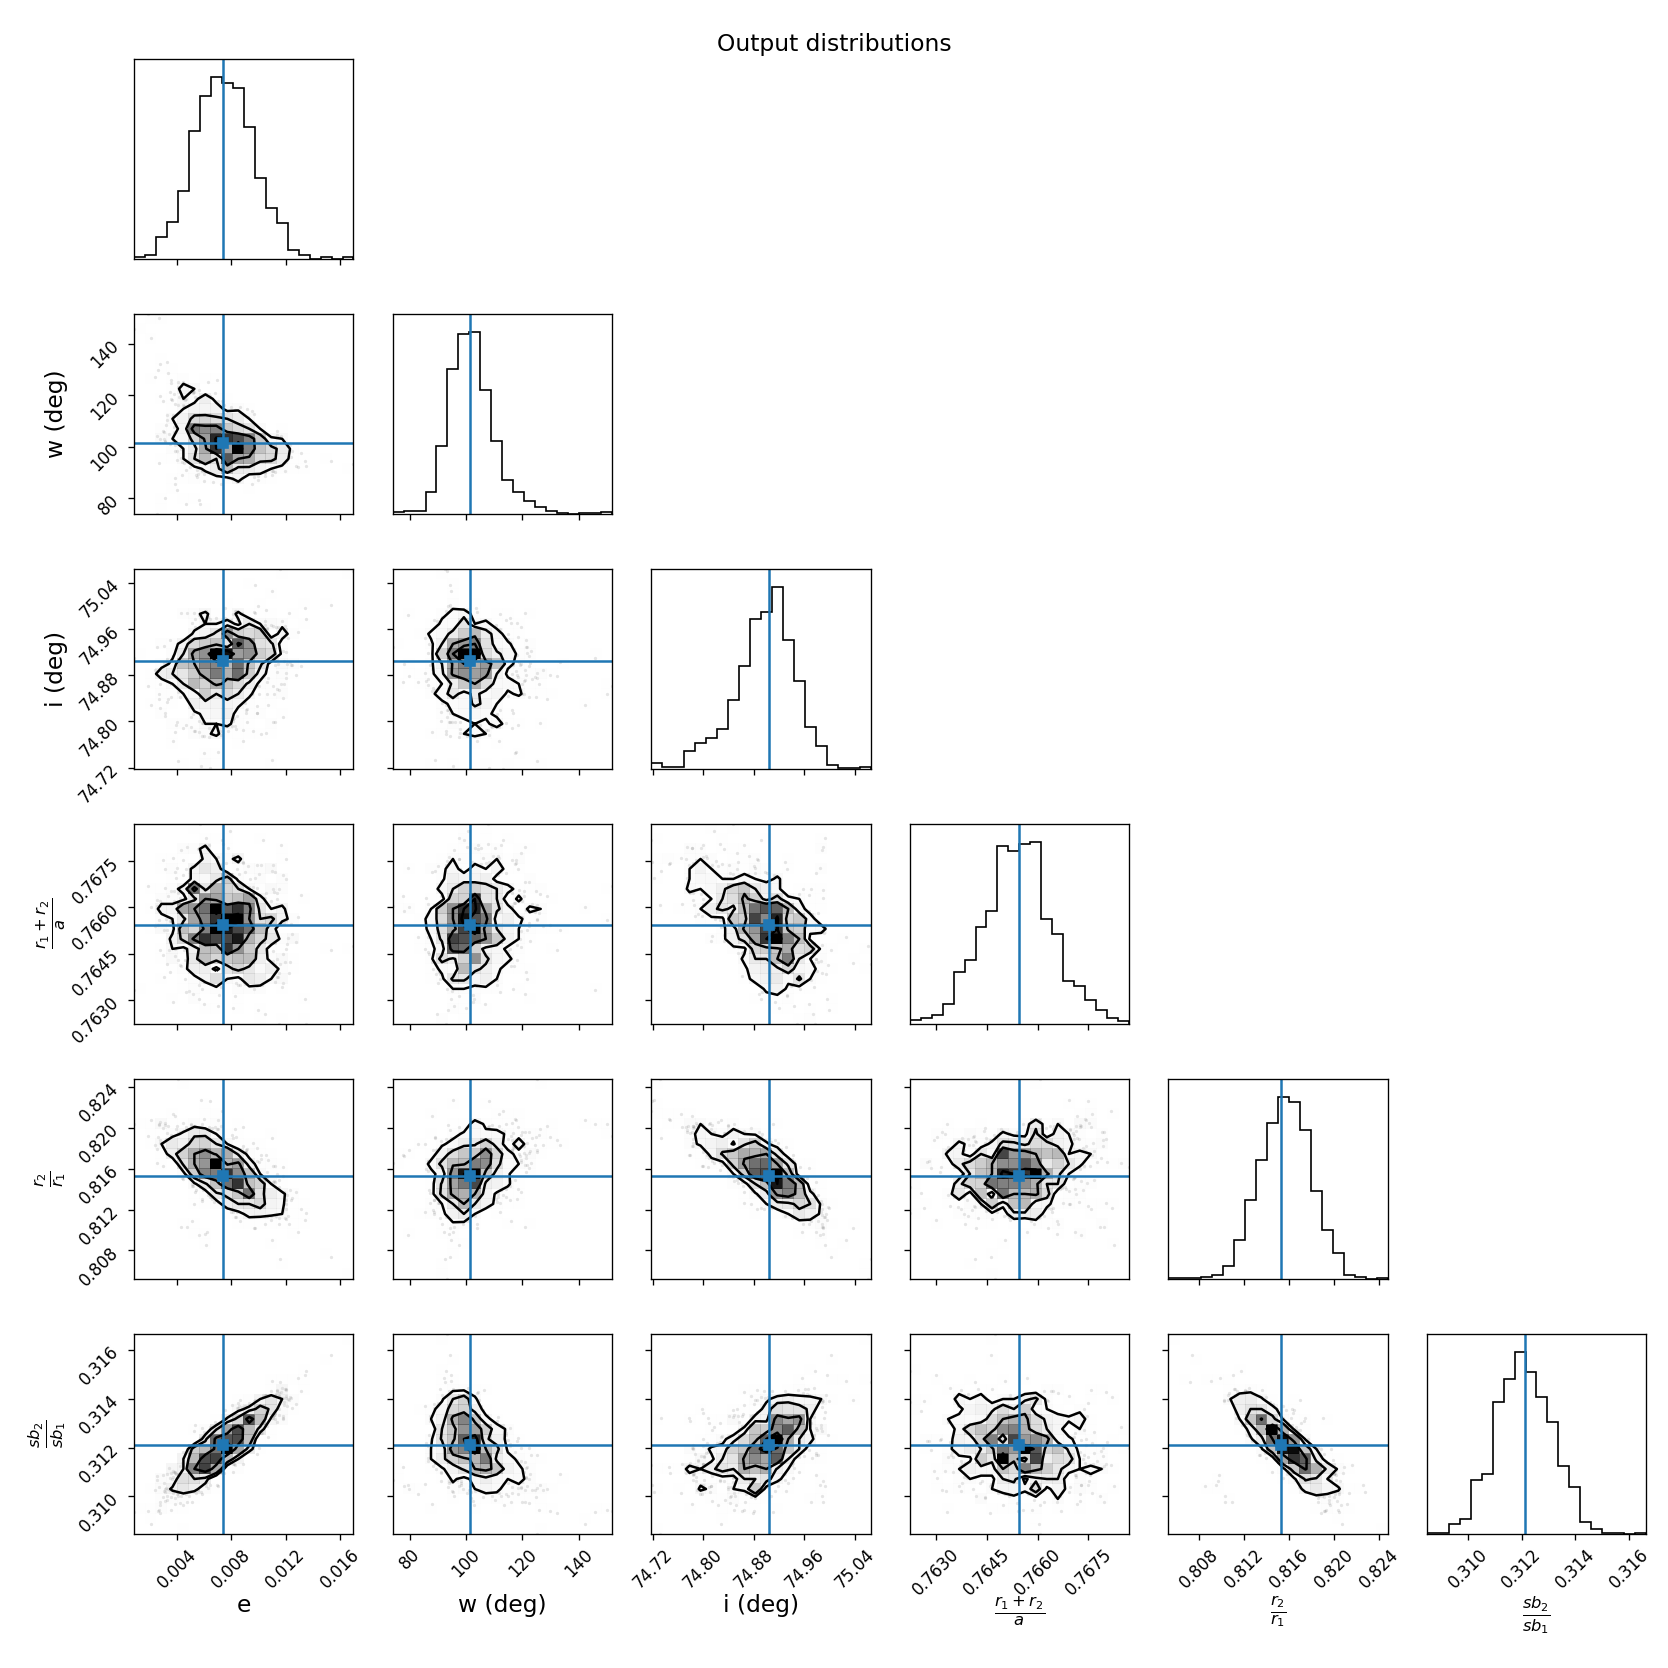 Output distributions
w (deg)
140
120
100
80
i (deg)
75.04
74.96
74.88
74.80
74.72
r₁ + r₂
a
0.7675
0.7660
0.7645
0.7630
r₂
r₁
0.824
0.820
0.816
0.812
0.808
sb₂
sb₁
0.316
0.314
0.312
0.310
0.004 0.008 0.012 0.016
80 100 120 140
74.72 74.80 74.88 74.96 75.04
0.7630 0.7645 0.7660 0.7675
0.808 0.812 0.816 0.820 0.824
0.310 0.312 0.314 0.316
e
w (deg)
i (deg)
r₁ + r₂
a
r₂
r₁
sb₂
sb₁